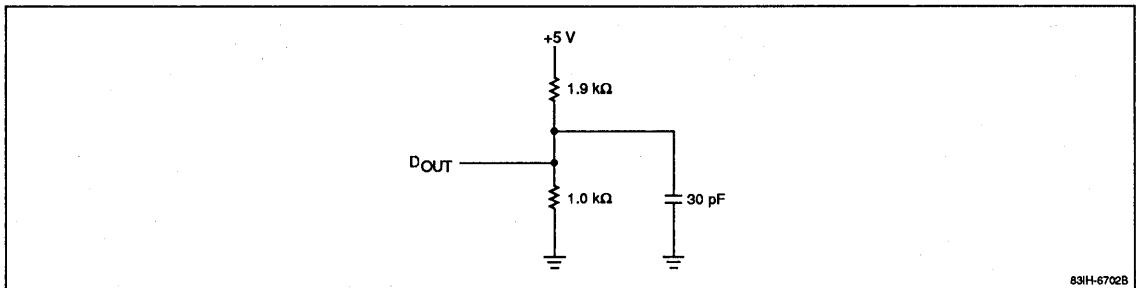 +5 V
1.9 kΩ
DOUT
1.0 kΩ
30 pF
83IH-6702B